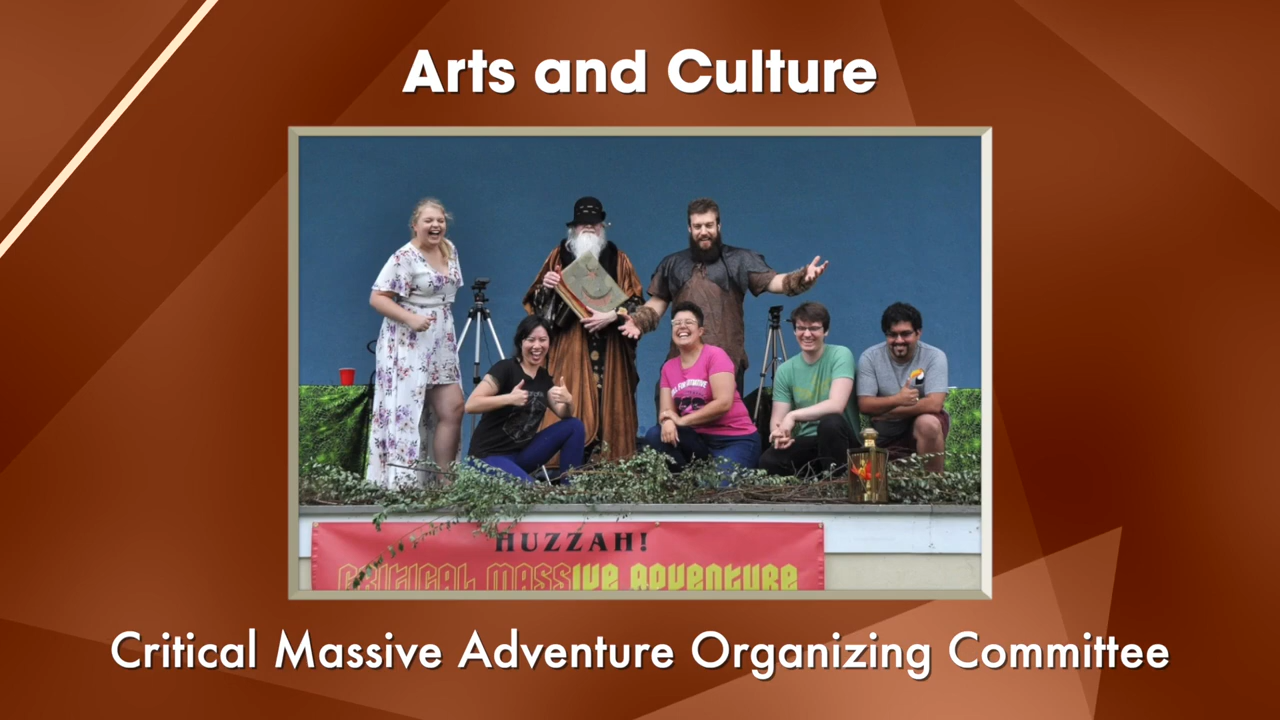 Arts and Culture
HUZZAH!
CRITICAL MASSIVE ADVENTURE
Critical Massive Adventure Organizing Committee